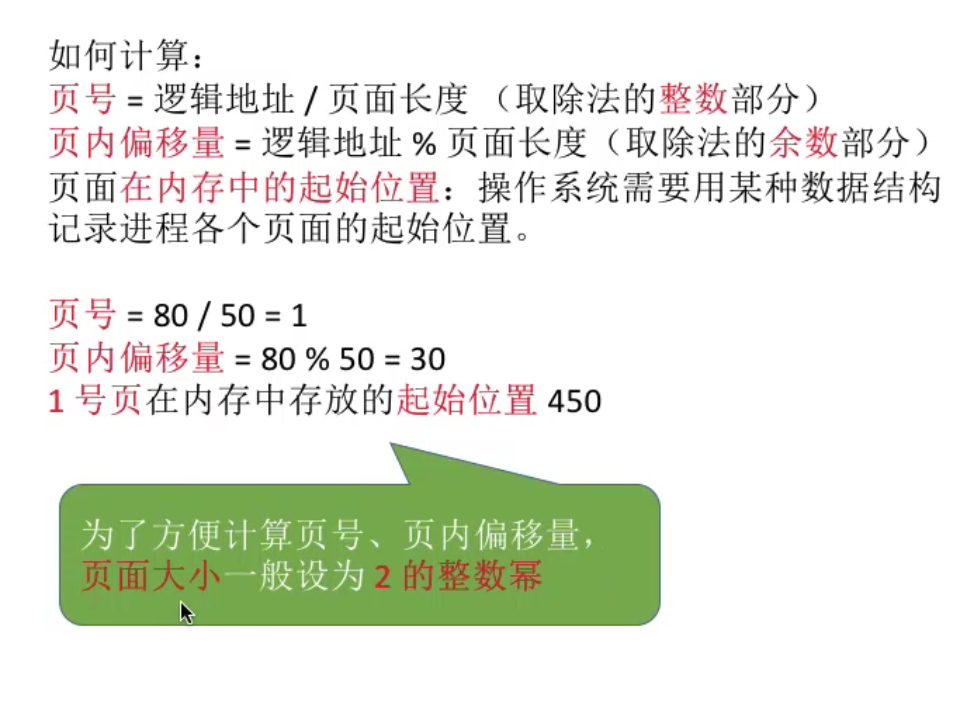 如何计算：
页号 = 逻辑地址 / 页面长度 （取除法的整数部分）
页内偏移量 = 逻辑地址 % 页面长度（取除法的余数部分）
页面在内存中的起始位置：操作系统需要用某种数据结构
记录进程各个页面的起始位置。
页号 = 80 / 50 = 1
页内偏移量 = 80 % 50 = 30
1 号页在内存中存放的起始位置 450
为了方便计算页号、页内偏移量，
页面大小一般设为 2 的整数幂